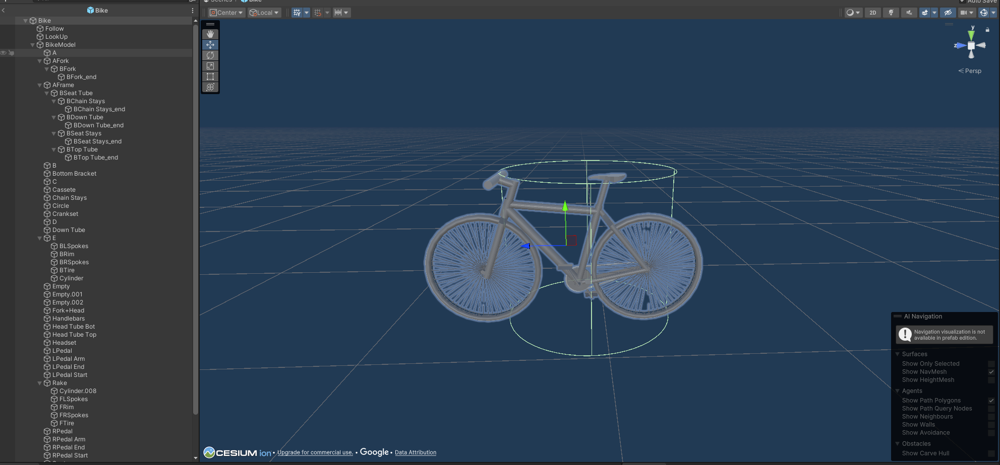 Scenes
Bike
Auto Save
Bike
Center
Local
2D
Bike
Follow
LookUp
BikeModel
A
AFork
BFork
BFork_end
AFrame
BSeat Tube
BChain Stays
BChain Stays_end
BDown Tube
BDown Tube_end
BSeat Stays
BSeat Stays_end
BTop Tube
BTop Tube_end
B
Bottom Bracket
C
Cassete
Chain Stays
Circle
Crankset
D
Down Tube
E
BLSpokes
BRim
BRSpokes
BTire
Cylinder
Empty
Empty.001
Empty.002
Fork+Head
Handlebars
Head Tube Bot
Head Tube Top
Headset
LPedal
LPedal Arm
LPedal End
LPedal Start
Rake
Cylinder.008
FLSpokes
FRim
FRSpokes
FTire
RPedal
RPedal Arm
RPedal End
RPedal Start
y
z
< Persp
AI Navigation
Navigation visualization is not
available in prefab edition.
Surfaces
Show Only Selected
Show NavMesh
Show HeightMesh
Agents
Show Path Polygons
Show Path Query Nodes
Show Neighbours
Show Walls
Show Avoidance
Obstacles
Show Carve Hull
CESIUM ion • Upgrade for commercial use. • Google • Data Attribution